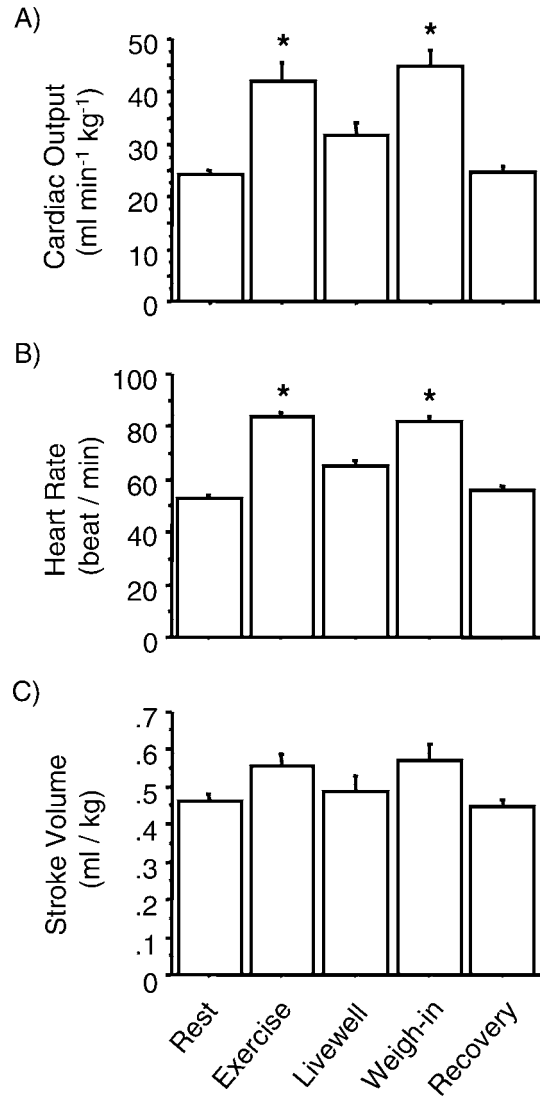 A)
Cardiac Output
(ml min⁻¹ kg⁻¹)
50
40
30
20
10
0
*
*
B)
Heart Rate
(beat / min)
100
80
60
40
20
0
*
*
C)
Stroke Volume
(ml / kg)
.7
.6
.5
.4
.3
.2
.1
0
Rest
Exercise
Livewell
Weigh-in
Recovery